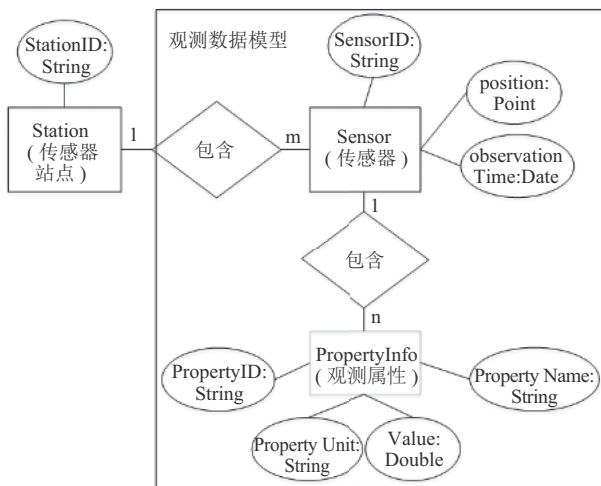 StationID:
String
观测数据模型
SensorID:
String
position:
Point
Station
(传感器
站点)
1
包含
m
Sensor
(传感器)
observation
Time:Date
1
包含
n
PropertyID:
String
PropertyInfo
(观测属性)
Property Name:
String
Property Unit:
String
Value:
Double